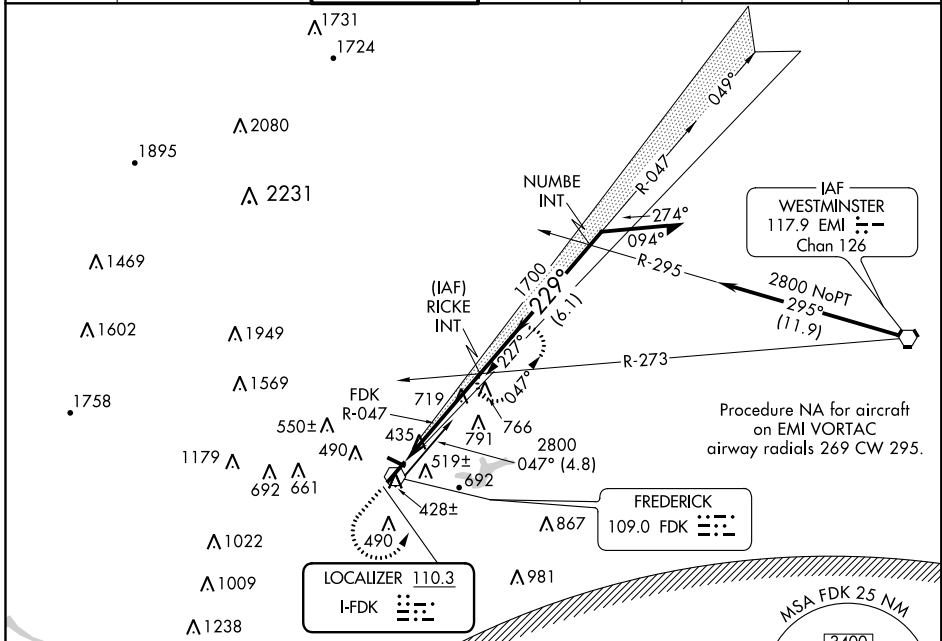 1731
1724
2080
1895
2231
049°
R-047
NUMBE
INT
274°
094°
R-295
IAF
WESTMINSTER
117.9 EMI
Chan 126
1469
(IAF)
RICKE
INT
1700
229°
(6.1)
2800 NoPT
295°
(11.9)
1602
1949
227°
047°
R-273
1569
1758
FDK
R-047
719
766
Procedure NA for aircraft
on EMI VORTAC
airway radials 269 CW 295.
550±
435
791
490
2800
047° (4.8)
1179
692
661
519±
692
428±
FREDERICK
109.0 FDK
490
867
1022
LOCALIZER 110.3
I-FDK
1009
981
1238
MSA FDK 25 NM